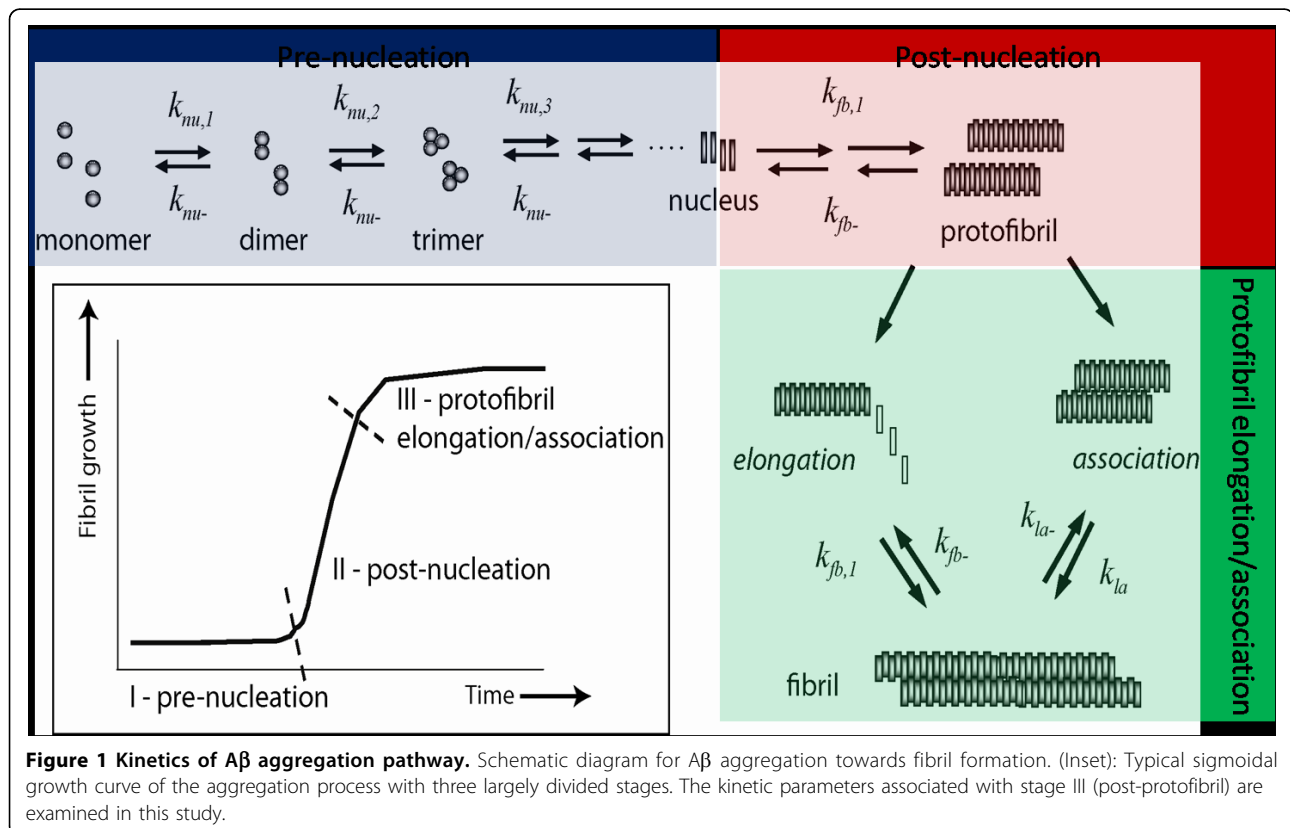 Pre-nucleation
Post-nucleation
k_nu,1
k_nu,2
k_nu,3
k_fb,1
k_nu-
k_nu-
k_nu-
k_fb-
monomer
dimer
trimer
....
nucleus
protofibril
Fibril growth
III - protofibril
elongation/association
II - post-nucleation
I - pre-nucleation
Time
elongation
association
k_fb,1
k_fb-
k_la-
k_la
fibril
Protofibril elongation/association
Figure 1 Kinetics of Aβ aggregation pathway. Schematic diagram for Aβ aggregation towards fibril formation. (Inset): Typical sigmoidal
growth curve of the aggregation process with three largely divided stages. The kinetic parameters associated with stage III (post-protofibril) are
examined in this study.